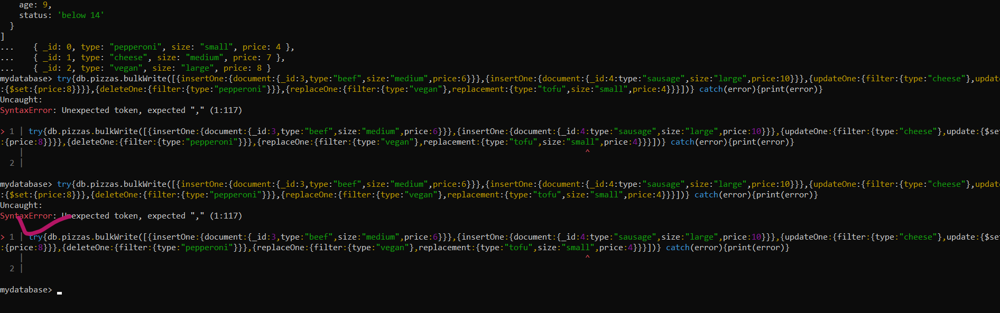 age: 9,
status: 'below 14'
}
]
... { _id: 0, type: "pepperoni", size: "small", price: 4 },
... { _id: 1, type: "cheese", size: "medium", price: 7 },
... { _id: 2, type: "vegan", size: "large", price: 8 }
mydatabase> try{db.pizzas.bulkWrite([{insertOne:{document:{_id:3,type:"beef",size:"medium",price:6}}},{insertOne:{document:{_id:4:type:"sausage",size:"large",price:10}}},{updateOne:{filter:{type:"cheese"},updat
:{$set:{price:8}}}},{deleteOne:{filter:{type:"pepperoni"}}},{replaceOne:{filter:{type:"vegan"},replacement:{type:"tofu",size:"small",price:4}}}])} catch(error){print(error)}
Uncaught:
SyntaxError: Unexpected token, expected "," (1:117)
> 1 | try{db.pizzas.bulkWrite([{insertOne:{document:{_id:3,type:"beef",size:"medium",price:6}}},{insertOne:{document:{_id:4:type:"sausage",size:"large",price:10}}},{updateOne:{filter:{type:"cheese"},update:{$se
:{price:8}}}},{deleteOne:{filter:{type:"pepperoni"}}},{replaceOne:{filter:{type:"vegan"},replacement:{type:"tofu",size:"small",price:4}}}])} catch(error){print(error)}
| ^
2 |
mydatabase> try{db.pizzas.bulkWrite([{insertOne:{document:{_id:3,type:"beef",size:"medium",price:6}}},{insertOne:{document:{_id:4:type:"sausage",size:"large",price:10}}},{updateOne:{filter:{type:"cheese"},updat
:{$set:{price:8}}},{deleteOne:{filter:{type:"pepperoni"}}},{replaceOne:{filter:{type:"vegan"},replacement:{type:"tofu",size:"small",price:4}}}])} catch(error){print(error)}
Uncaught:
SyntaxError: Unexpected token, expected "," (1:117)
> 1 | try{db.pizzas.bulkWrite([{insertOne:{document:{_id:3,type:"beef",size:"medium",price:6}}},{insertOne:{document:{_id:4:type:"sausage",size:"large",price:10}}},{updateOne:{filter:{type:"cheese"},update:{$se
:{price:8}}},{deleteOne:{filter:{type:"pepperoni"}}},{replaceOne:{filter:{type:"vegan"},replacement:{type:"tofu",size:"small",price:4}}}])} catch(error){print(error)}
| ^
2 |
mydatabase>